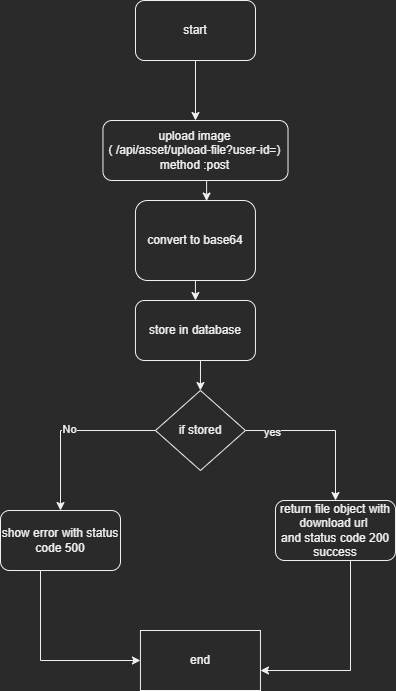 start
upload image
( /api/asset/upload-file?user-id=)
method :post
convert to base64
store in database
if stored
No
yes
show error with status
code 500
return file object with
download url
and status code 200
success
end